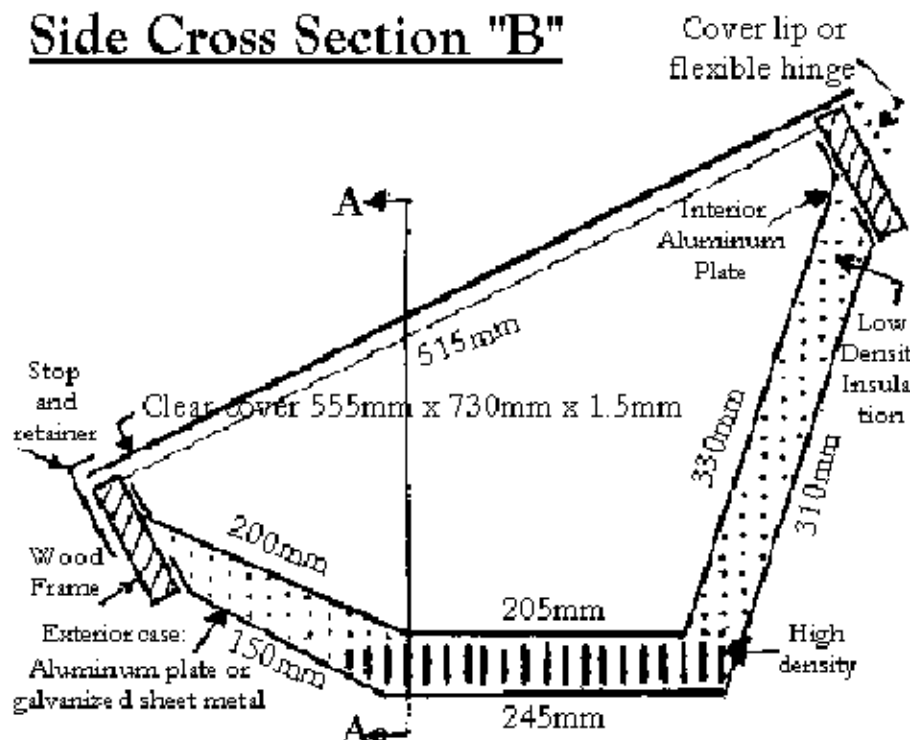 Side Cross Section "B"
Cover lip or
flexible hinge
A
Interior
Aluminum
Plate
515mm
Low
Densit
Insula
tion
Stop
and
retainer
Clear cover 555mm x 730mm x 1.5mm
330mm
310mm
200mm
Wood
Frame
205mm
Exterior case:
Aluminum plate or
galvanized sheet metal
150mm
High
density
245mm
A